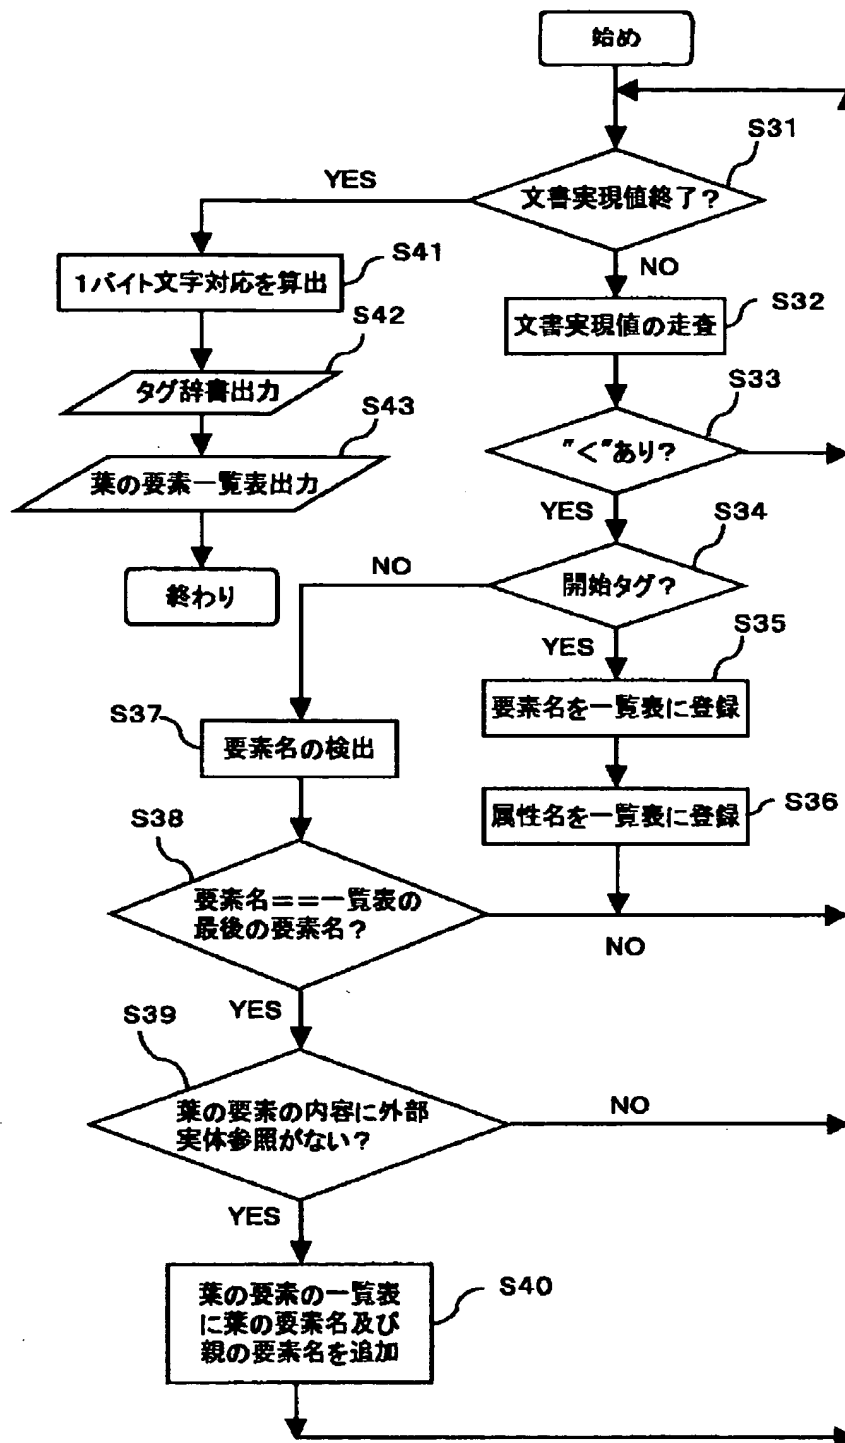 始め
S31
YES
文書実現値終了？
S41
NO
1バイト文字対応を算出
S32
文書実現値の走査
S42
タグ辞書出力
S33
S43
"<"あり？
葉の要素一覧表出力
YES
S34
NO
開始タグ？
終わり
YES
S35
要素名を一覧表に登録
S37
要素名の検出
属性名を一覧表に登録
S36
S38
要素名==一覧表の
最後の要素名？
NO
YES
S39
葉の要素の内容に外部
実体参照がない？
NO
YES
葉の要素の一覧表
に葉の要素名及び
親の要素名を追加
S40